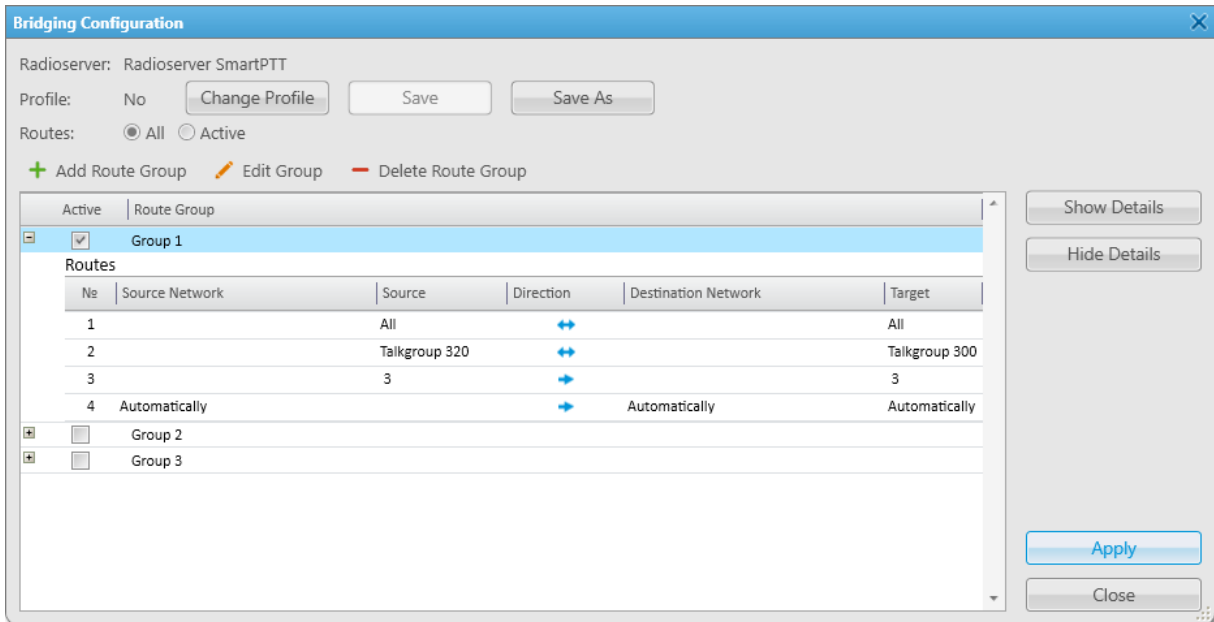 Bridging Configuration
Radioserver: Radioserver SmartPTT
Profile: No Change Profile Save Save As
Routes: All Active
Add Route Group Edit Group Delete Route Group
Active Route Group Show Details
Group 1
Hide Details
Routes
№ Source Network Source Direction Destination Network Target
1 All All
2 Talkgroup 320 Talkgroup 300
3 3 3
4 Automatically Automatically Automatically
Group 2
Group 3
Apply
Close